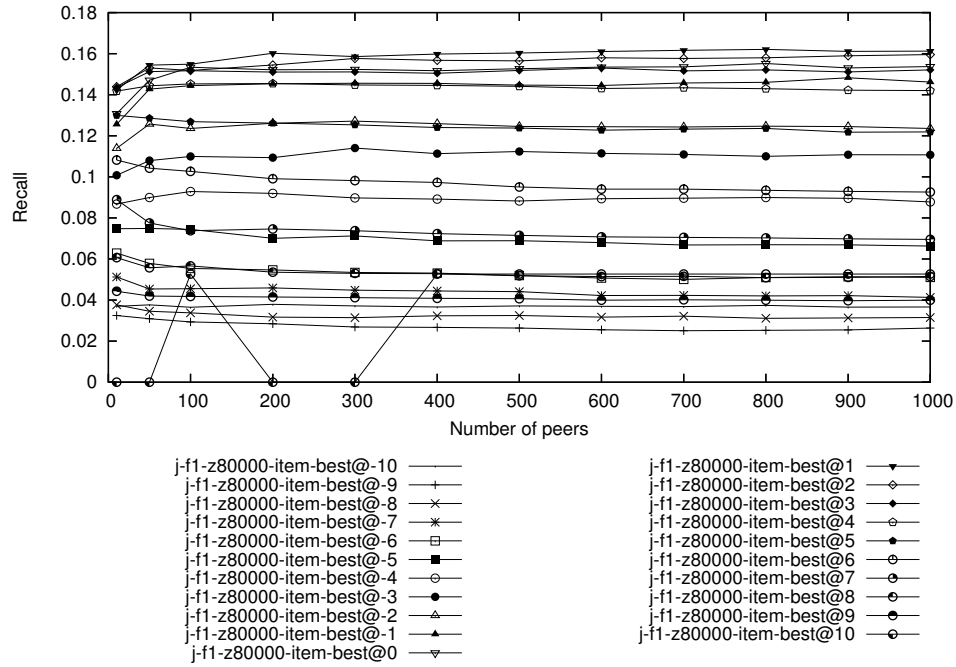 0.18
0.16
0.14
0.12
0.1
0.08
0.06
0.04
0.02
0
Recall
0 100 200 300 400 500 600 700 800 900 1000
Number of peers
j-f1-z80000-item-best@-10
j-f1-z80000-item-best@-9
j-f1-z80000-item-best@-8
j-f1-z80000-item-best@-7
j-f1-z80000-item-best@-6
j-f1-z80000-item-best@-5
j-f1-z80000-item-best@-4
j-f1-z80000-item-best@-3
j-f1-z80000-item-best@-2
j-f1-z80000-item-best@-1
j-f1-z80000-item-best@0
j-f1-z80000-item-best@1
j-f1-z80000-item-best@2
j-f1-z80000-item-best@3
j-f1-z80000-item-best@4
j-f1-z80000-item-best@5
j-f1-z80000-item-best@6
j-f1-z80000-item-best@7
j-f1-z80000-item-best@8
j-f1-z80000-item-best@9
j-f1-z80000-item-best@10